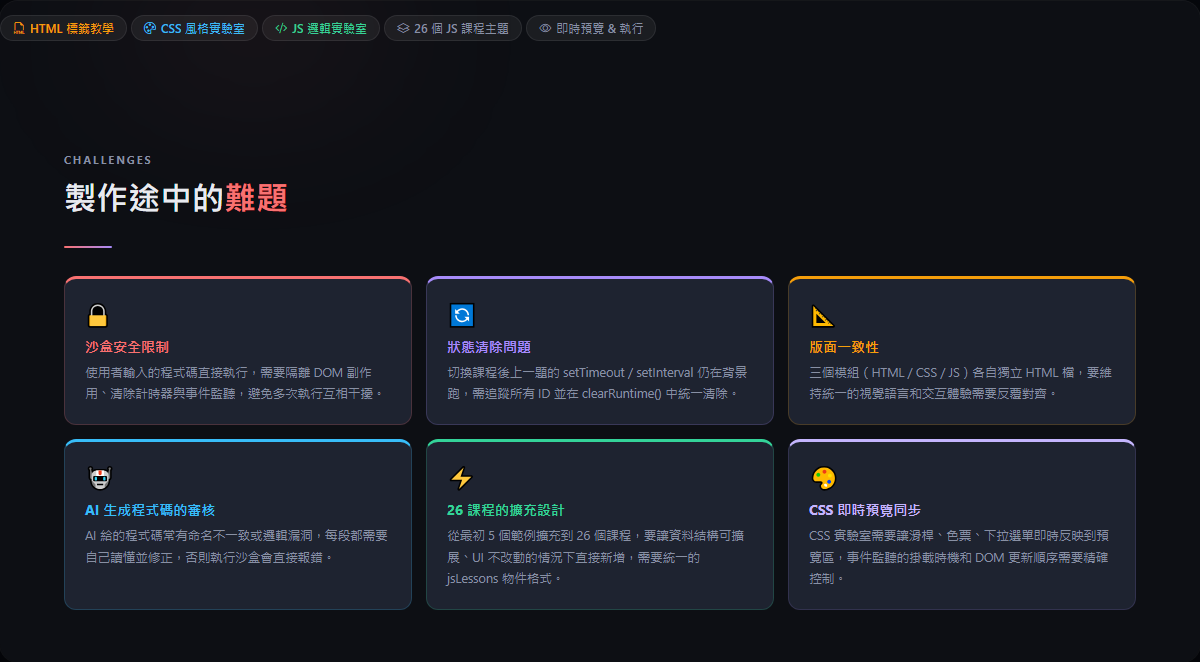 HTML 標籤教學
CSS 風格實驗室
JS 邏輯實驗室
26 個 JS 課程主題
即時預覽 & 執行
CHALLENGES
製作途中的難題
沙盒安全限制
使用者輸入的程式碼直接執行，需要隔離 DOM 副作
用、清除計時器與事件監聽，避免多次執行互相干擾。
狀態清除問題
切換課程後上一題的 setTimeout / setInterval 仍在背景
跑，需追蹤所有 ID 並在 clearRuntime() 中統一清除。
版面一致性
三個模組（HTML / CSS / JS）各自獨立 HTML 檔，要維
持統一的視覺語言和交互體驗需要反覆對齊。
AI 生成程式碼的審核
AI 給的程式碼常有命名不一致或邏輯漏洞，每段都需要
自己讀懂並修正，否則執行沙盒會直接報錯。
26 課程的擴充設計
從最初 5 個範例擴充到 26 個課程，要讓資料結構可擴
展、UI 不改動的情況下直接新增，需要統一的
jsLessons 物件格式。
CSS 即時預覽同步
CSS 實驗室需要讓滑桿、色票、下拉選單即時反映到預
覽區，事件監聽的掛載時機和 DOM 更新順序需要精確
控制。